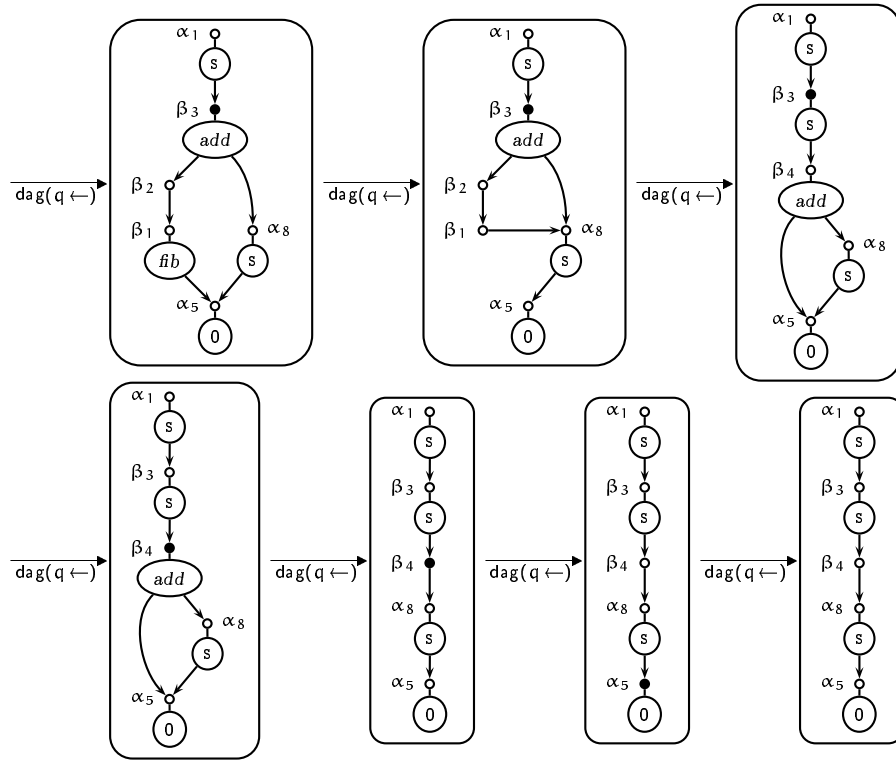 α₁ α₁ α₁
s s s
β₃ β₃ β₃
add add s
β₂ β₂ β₄
dag(q ←) dag(q ←) dag(q ←) add
β₁ α₈ β₁ α₈ α₈
fib s s s
α₅ α₅ α₅
0 0 0
α₁ α₁ α₁ α₁
s s s s
β₃ β₃ β₃ β₃
s s s s
β₄ β₄ β₄ β₄
dag(q ←) add dag(q ←) dag(q ←) dag(q ←)
α₈ α₈ α₈ α₈
s s s s
α₅ α₅ α₅ α₅
0 0 0 0